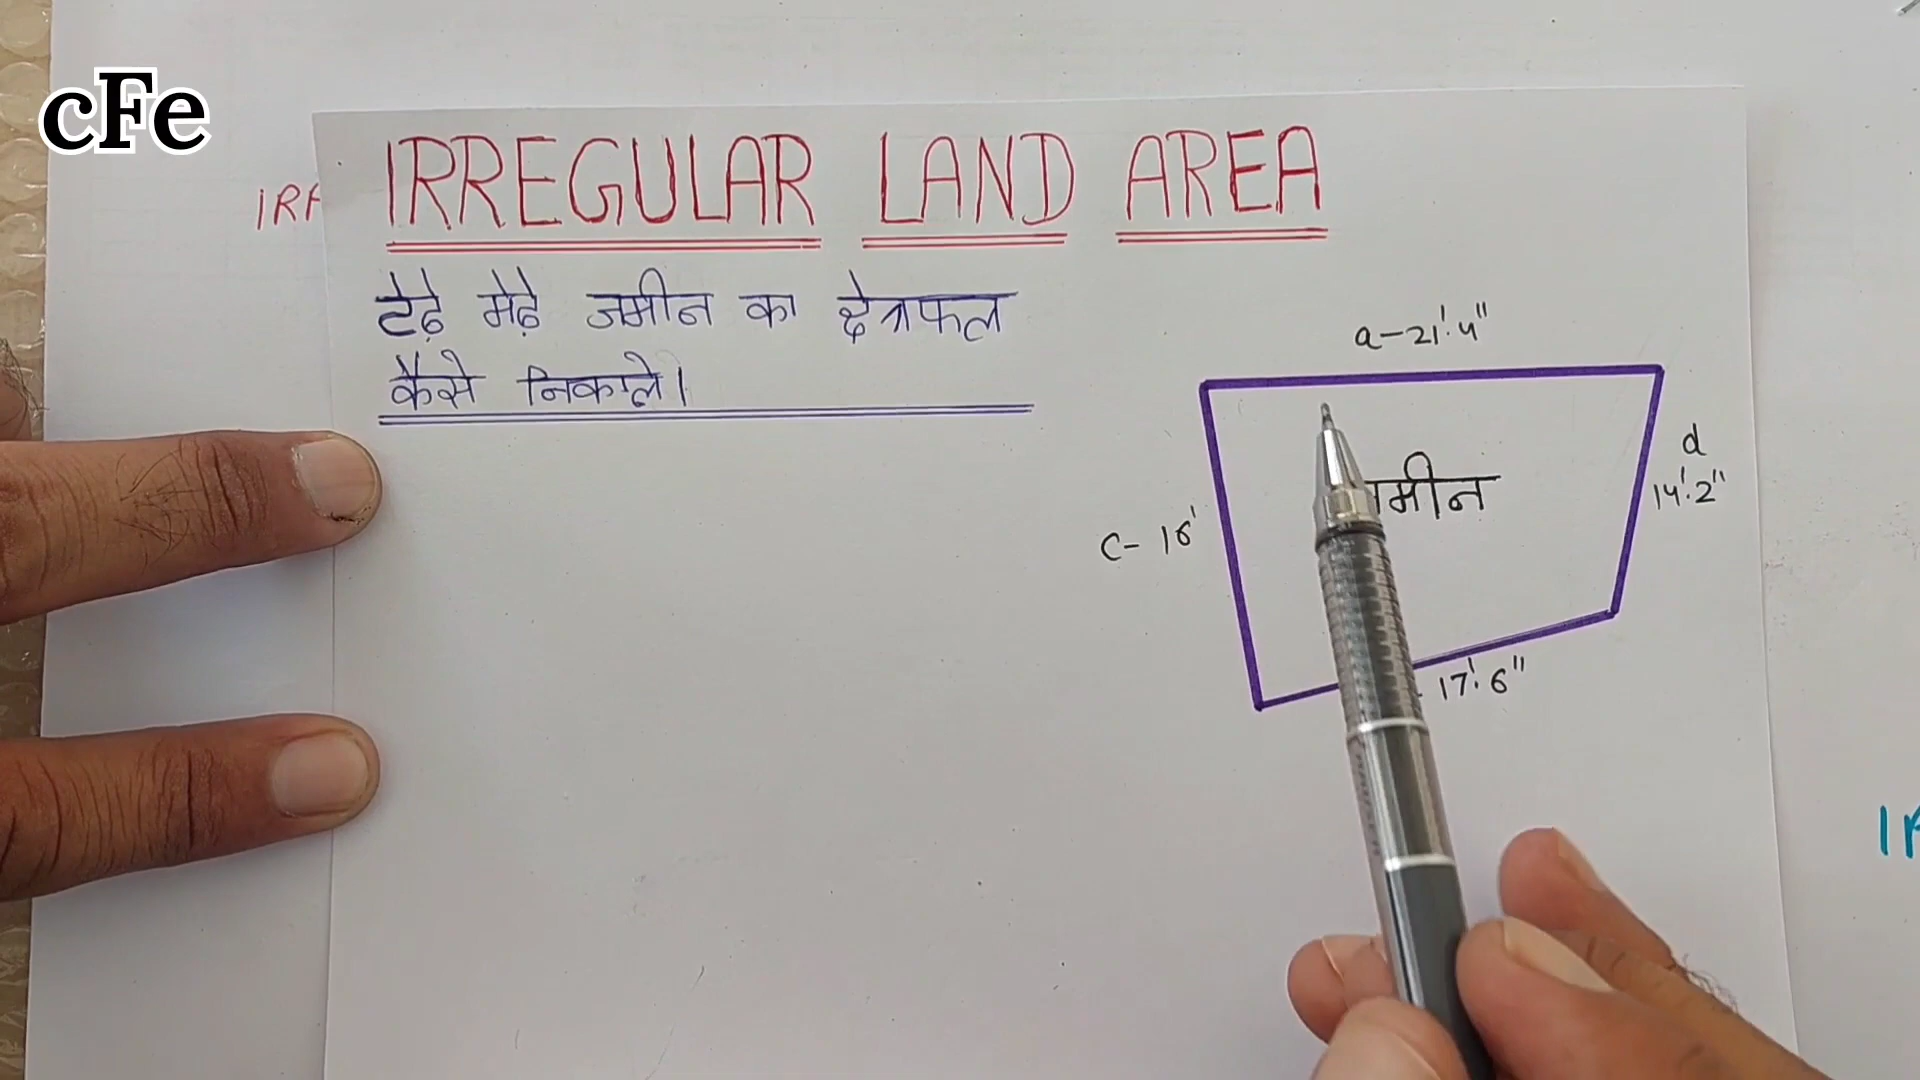 cFe
IRREGULAR LAND AREA
टेढ़े मेढ़े जमीन का क्षेत्रफल
कैसे निकाले।
a-21'.4"
d
14'.2"
C- 16'
मीन
17'.6"